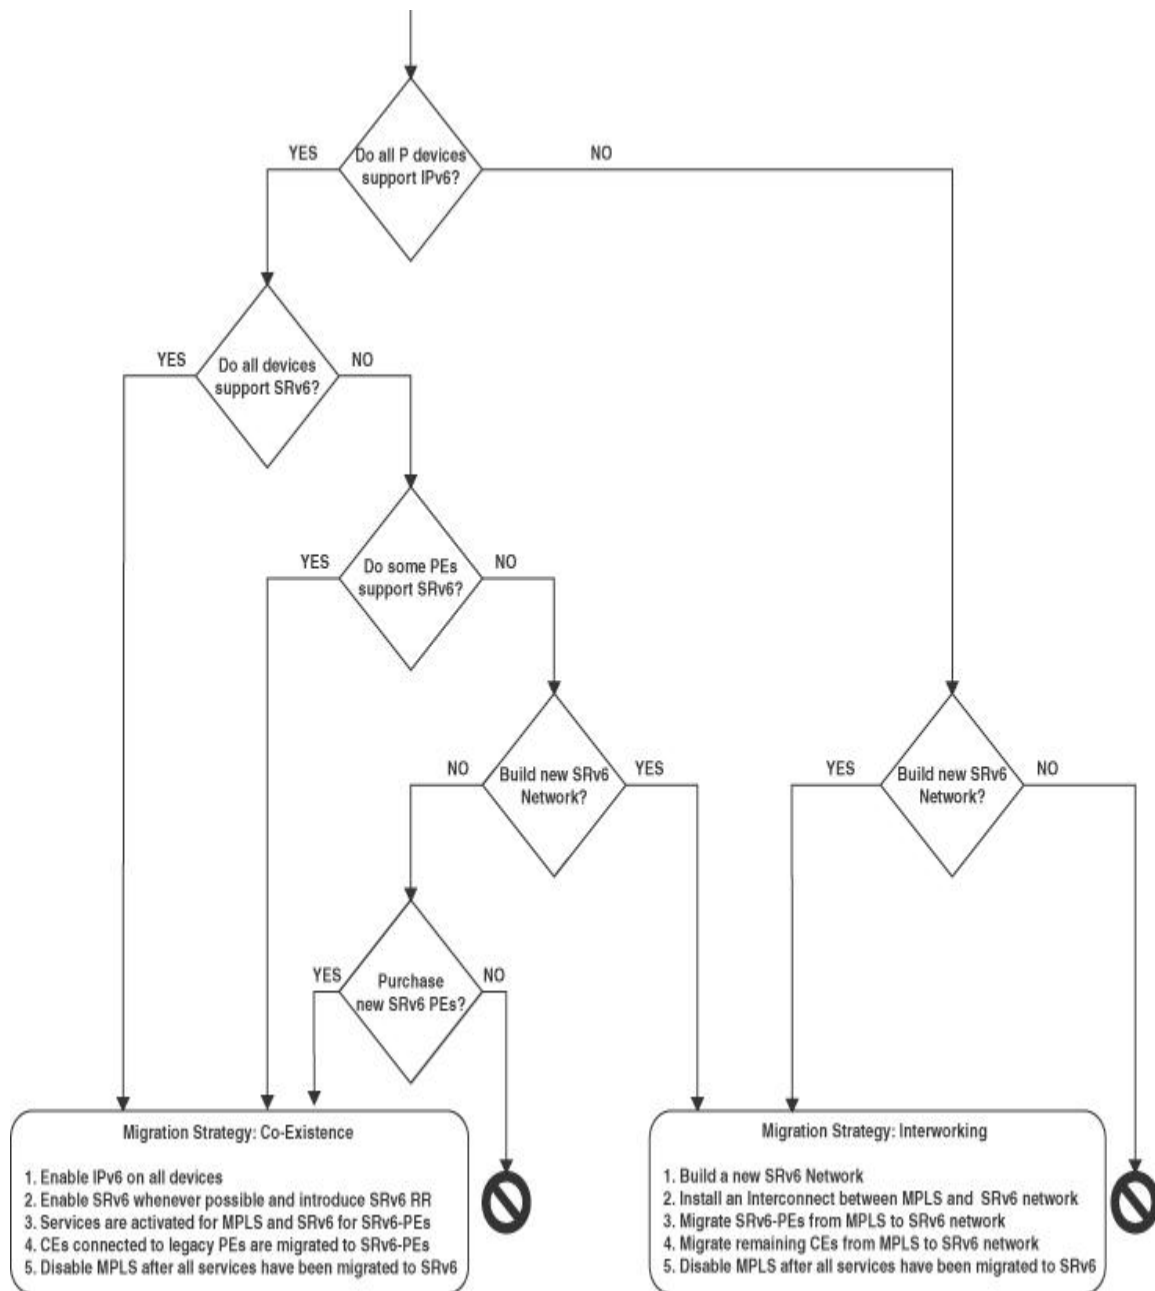 YES
NO
Do all P devices
support IPv6?
YES
NO
Do all devices
support SRv6?
YES
NO
Do some PEs
support SRv6?
NO
YES
Build new SRv6
Network?
YES
NO
Build new SRv6
Network?
YES
NO
Purchase
new SRv6 PEs?
Migration Strategy: Co-Existence
1. Enable IPv6 on all devices
2. Enable SRv6 whenever possible and introduce SRv6 RR
3. Services are activated for MPLS and SRv6 for SRv6-PEs
4. CEs connected to legacy PEs are migrated to SRv6-PEs
5. Disable MPLS after all services have been migrated to SRv6
Migration Strategy: Interworking
1. Build a new SRv6 Network
2. Install an Interconnect between MPLS and SRv6 network
3. Migrate SRv6-PEs from MPLS to SRv6 network
4. Migrate remaining CEs from MPLS to SRv6 network
5. Disable MPLS after all services have been migrated to SRv6